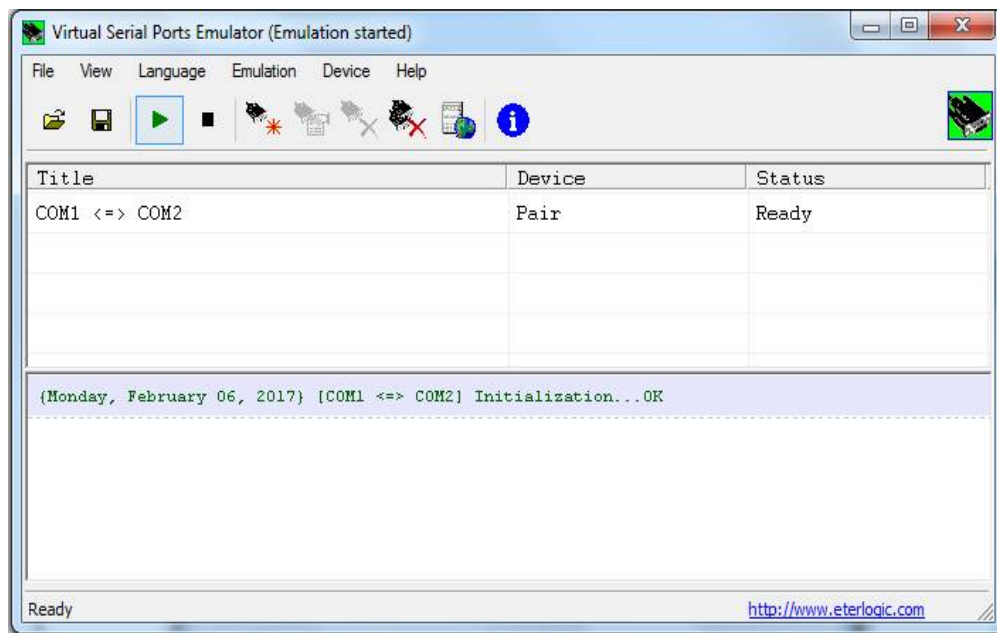 Virtual Serial Ports Emulator (Emulation started)
File View Language Emulation Device Help
Title Device Status
COM1 <=> COM2 Pair Ready
{Monday, February 06, 2017} [COM1 <=> COM2] Initialization...OK
Ready http://www.eterlogic.com